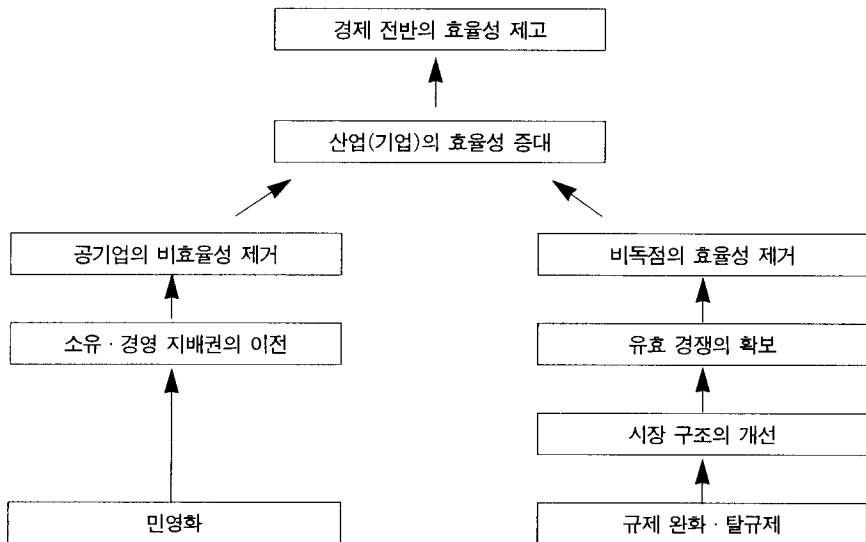 경제 전반의 효율성 제고
산업(기업)의 효율성 증대
공기업의 비효율성 제거
비독점의 효율성 제거
소유·경영 지배권의 이전
유효 경쟁의 확보
시장 구조의 개선
민영화
규제 완화·탈규제